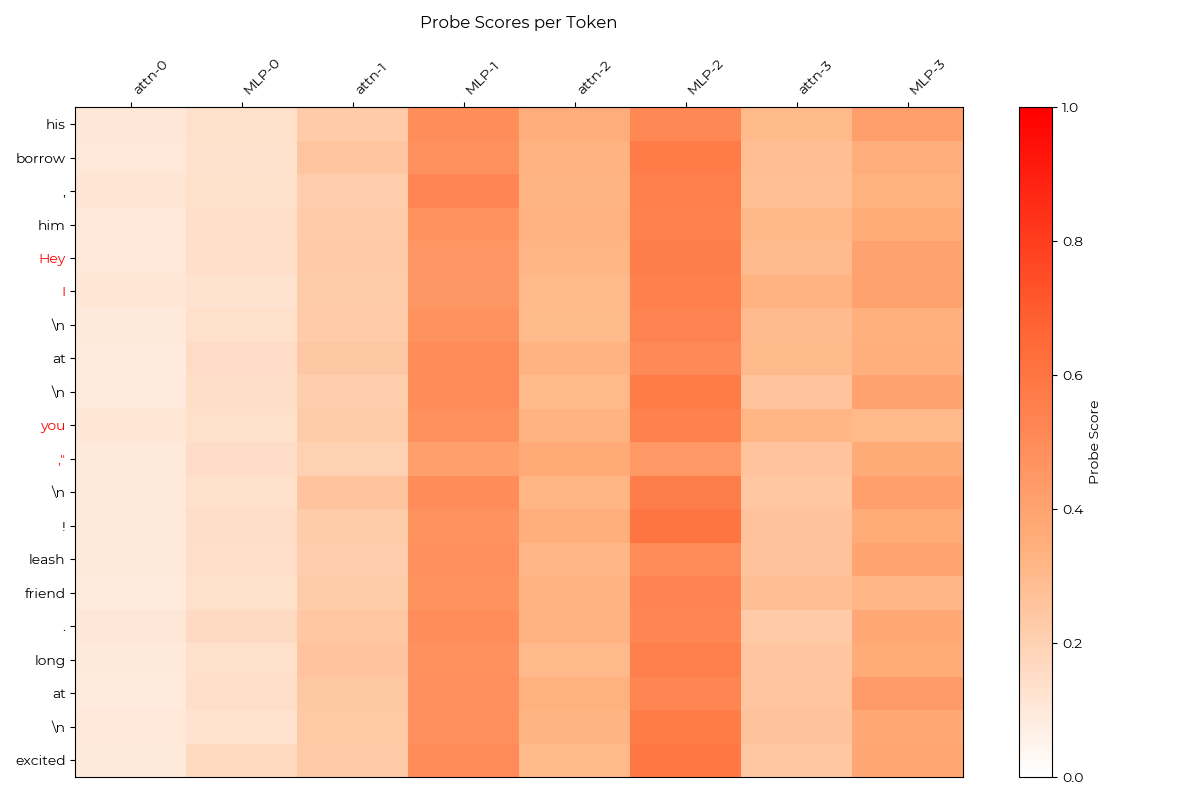 Probe Scores per Token
attn-0 MLP-0 attn-1 MLP-1 attn-2 MLP-2 attn-3 MLP-3
his
borrow
,
him
Hey
I
\n
at
\n
you
,"
\n
!
leash
friend
.
long
at
\n
excited
1.0
0.8
0.6
0.4
0.2
0.0
Probe Score